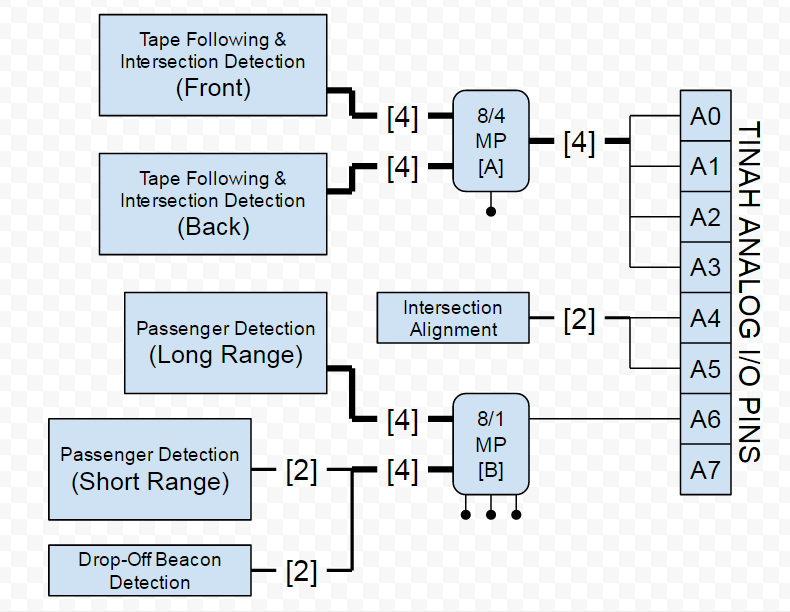 Tape Following &
Intersection Detection
(Front)
[4]
8/4
MP
[A]
[4]
[4]
Tape Following &
Intersection Detection
(Back)
A0
A1
A2
A3
A4
A5
A6
A7
TINAH ANALOG I/O PINS
Intersection
Alignment
[2]
Passenger Detection
(Long Range)
[4]
8/1
MP
[B]
Passenger Detection
(Short Range)
[2]
[4]
Drop-Off Beacon
Detection
[2]